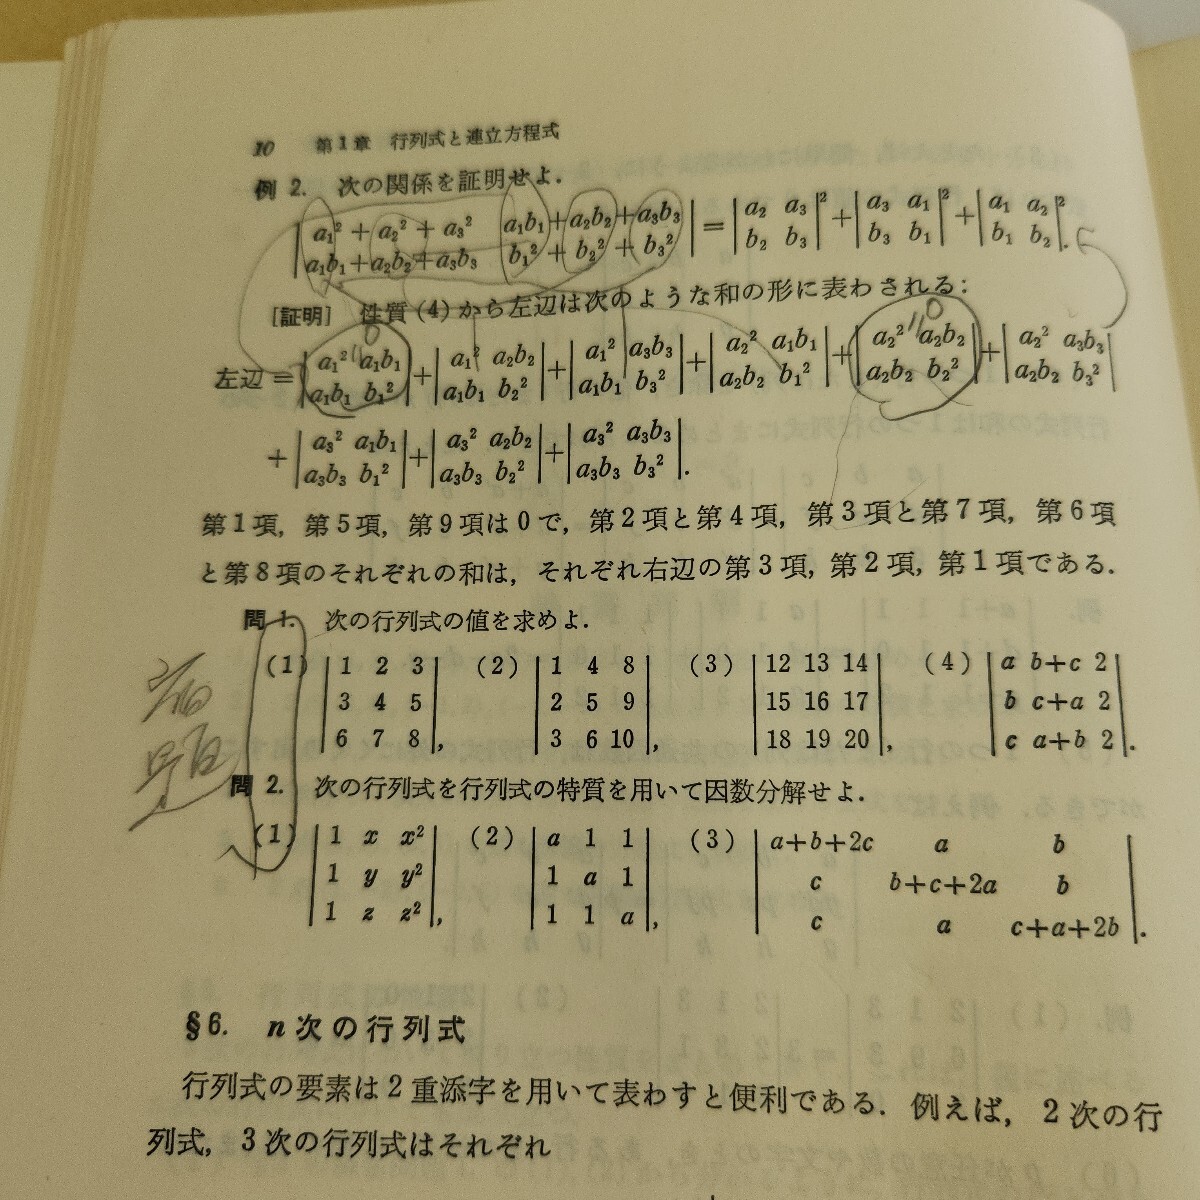 10 第1章 行列式と連立方程式
例 2. 次の関係を証明せよ.
|a₁²+a₂²+a₃² a₁b₁+a₂b₂+a₃b₃|=|a₂ a₃|²+|a₃ a₁|²+|a₁ a₂|²
|a₁b₁+a₂b₂+a₃b₃ b₁²+b₂²+b₃²| |b₂ b₃| |b₃ b₁| |b₁ b₂|.
[証明] 性質(4)から左辺は次のような和の形に表わされる:
0 0
左辺=|a₁² a₁b₁|+|a₁² a₂b₂|+|a₁² a₃b₃|+|a₂² a₁b₁|+|a₂² a₂b₂|+|a₂² a₃b₃|
|a₁b₁ b₁²| |a₁b₁ b₂²| |a₁b₁ b₃²| |a₂b₂ b₁²| |a₂b₂ b₂²| |a₂b₂ b₃²|
+|a₃² a₁b₁|+|a₃² a₂b₂|+|a₃² a₃b₃|
|a₃b₃ b₁²| |a₃b₃ b₂²| |a₃b₃ b₃²|.
第1項, 第5項, 第9項は0で, 第2項と第4項, 第3項と第7項, 第6項
と第8項のそれぞれの和は, それぞれ右辺の第3項, 第2項, 第1項である.
問 1. 次の行列式の値を求めよ.
(1) |1 2 3| (2) |1 4 8| (3) |12 13 14| (4) |a b+c 2|
|3 4 5| |2 5 9| |15 16 17| |b c+a 2|
|6 7 8|, |3 6 10|, |18 19 20|, |c a+b 2|.
宿
題
問 2. 次の行列式を行列式の特質を用いて因数分解せよ.
(1) |1 x x²| (2) |a 1 1| (3) |a+b+2c a b|
|1 y y²| |1 a 1| |c b+c+2a b|
|1 z z²|, |1 1 a|, |c a c+a+2b|.
§6. n次の行列式
行列式の要素は2重添字を用いて表わすと便利である. 例えば, 2次の行
列式, 3次の行列式はそれぞれ